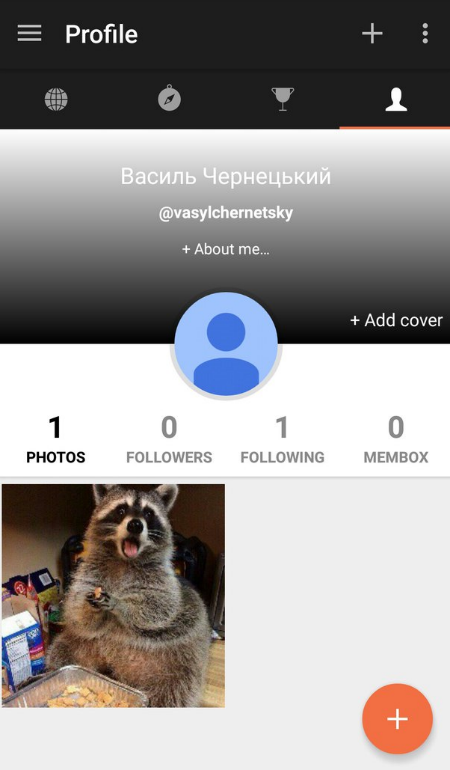 Profile
Василь Чернецький
@vasylchernetsky
+ About me...
+ Add cover
1 0 1 0
PHOTOS FOLLOWERS FOLLOWING MEMBOX